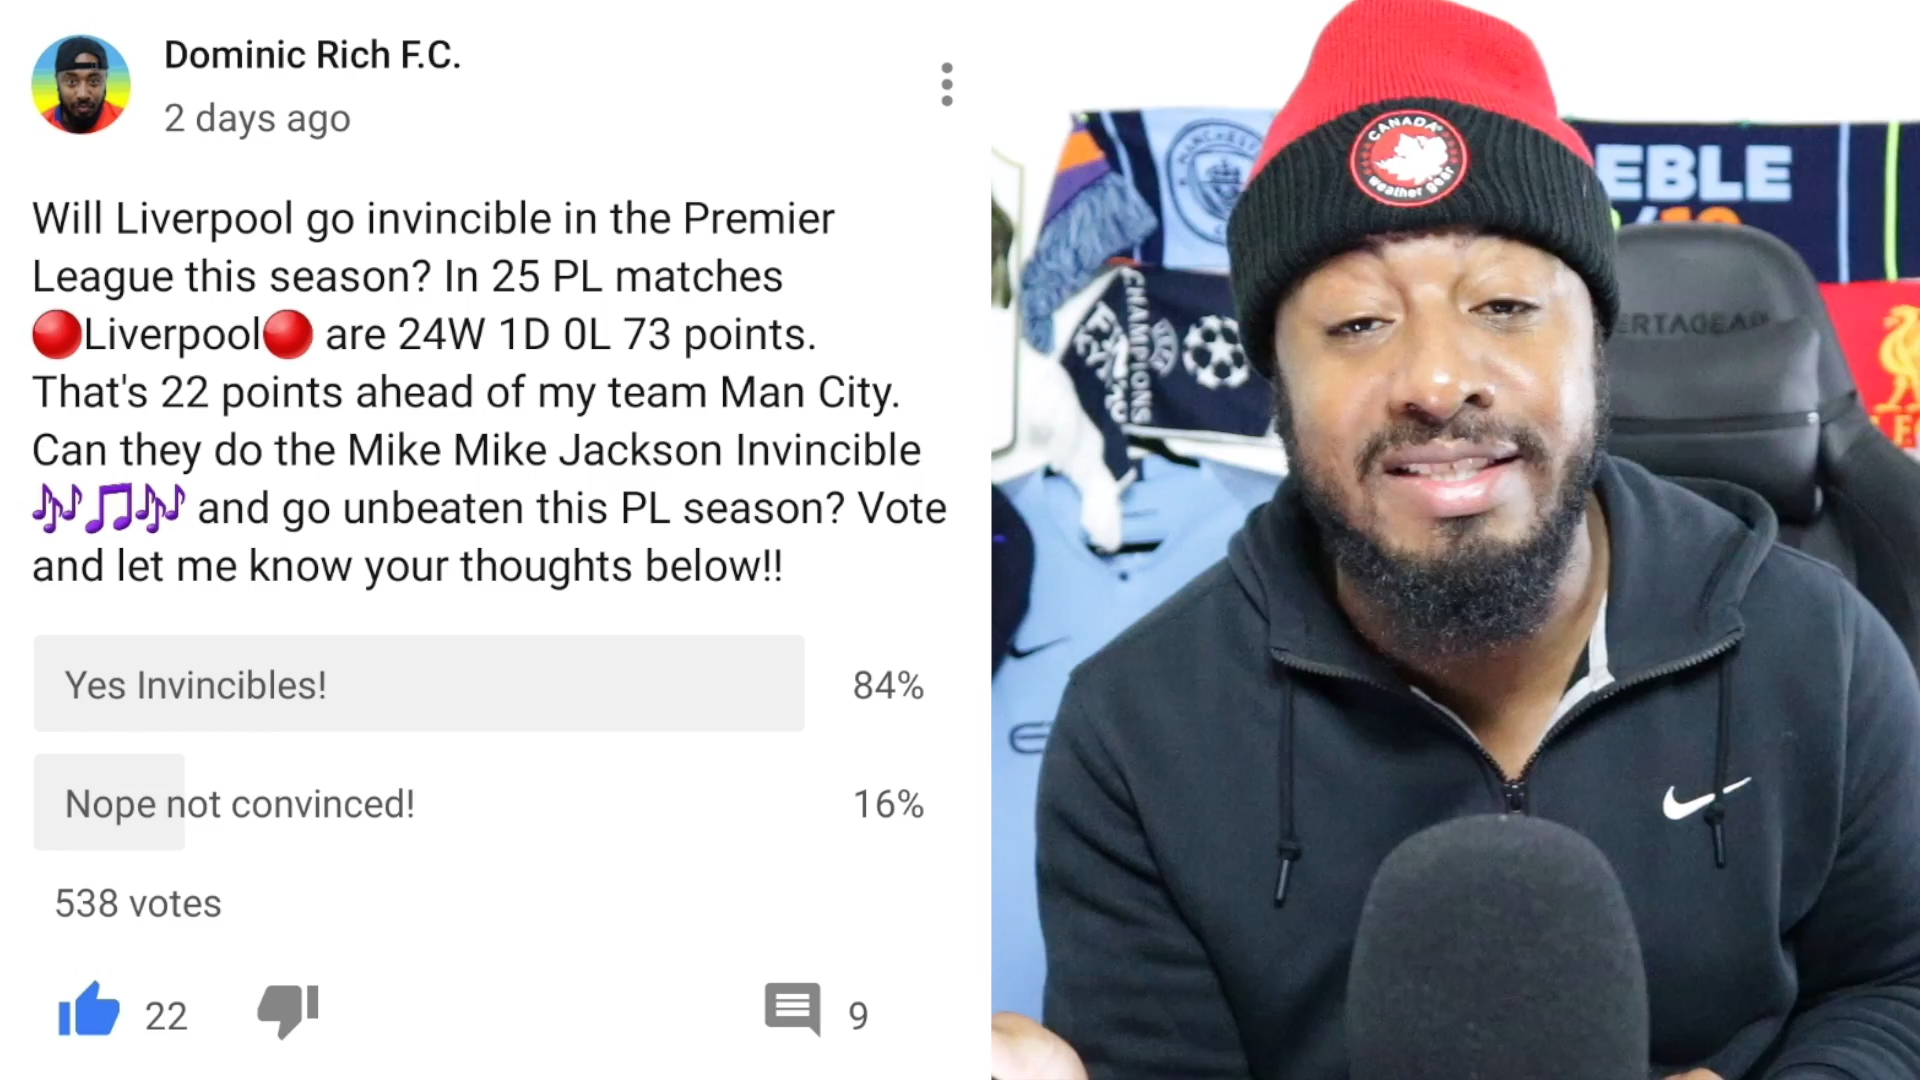 Dominic Rich F.C.
2 days ago
Will Liverpool go invincible in the Premier
League this season? In 25 PL matches
🔴Liverpool🔴 are 24W 1D 0L 73 points.
That's 22 points ahead of my team Man City.
Can they do the Mike Mike Jackson Invincible
🎶🎵🎶 and go unbeaten this PL season? Vote
and let me know your thoughts below!!
Yes Invincibles!
84%
Nope not convinced!
16%
538 votes
22
9
CANADA
weather gear
MANCHESTER
EBLE
CHAMPIONS